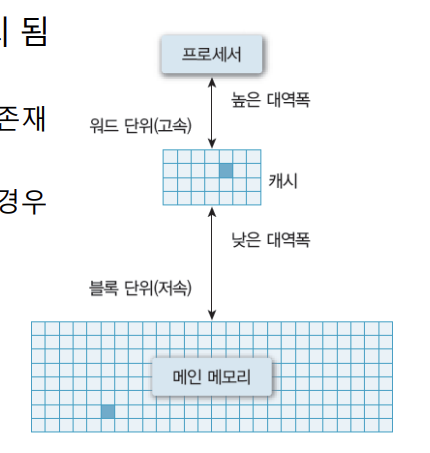 됨
프로세서
높은 대역폭
존재
워드 단위(고속)
캐시
경우
낮은 대역폭
블록 단위(저속)
메인 메모리